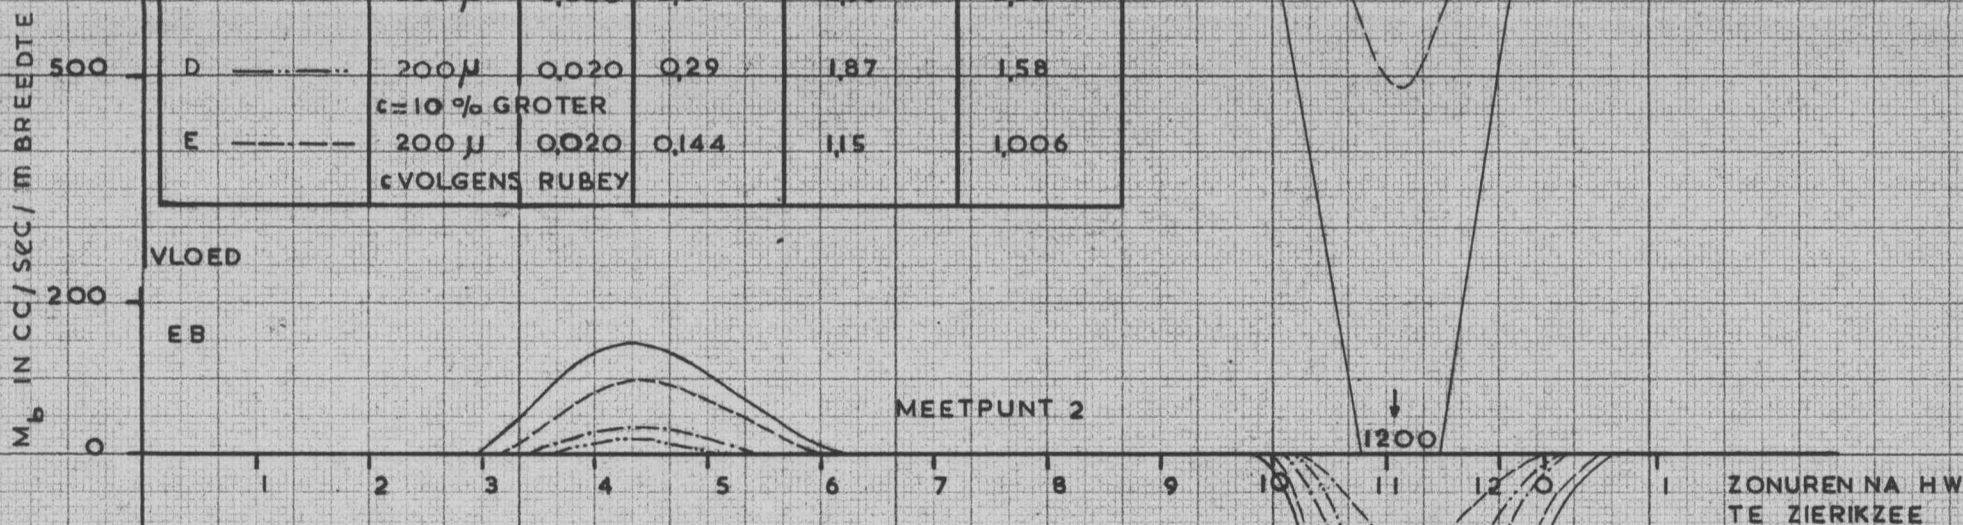 M_b IN CC/SEC/M BREEDTE
500
200
0
D 200 μ 0,020 0,29 1,87 1,58
c=10 % GROTER
E 200 μ 0,020 0,144 1,15 1,006
c VOLGENS RUBEY
VLOED
EB
MEETPUNT 2
↓
1200
1 2 3 4 5 6 7 8 9 10 11 12 0 1
ZONUREN NA HW
TE ZIERIKZEE